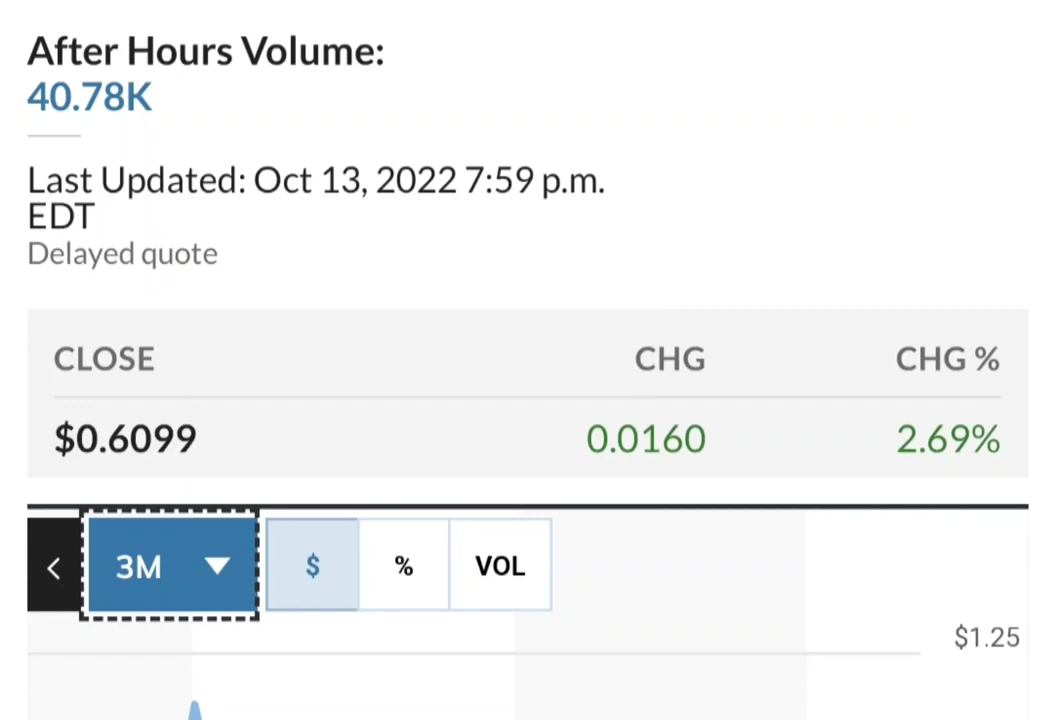 After Hours Volume:
40.78K
Last Updated: Oct 13, 2022 7:59 p.m.
EDT
Delayed quote
CLOSE CHG CHG %
$0.6099 0.0160 2.69%
3M $ % VOL
$1.25